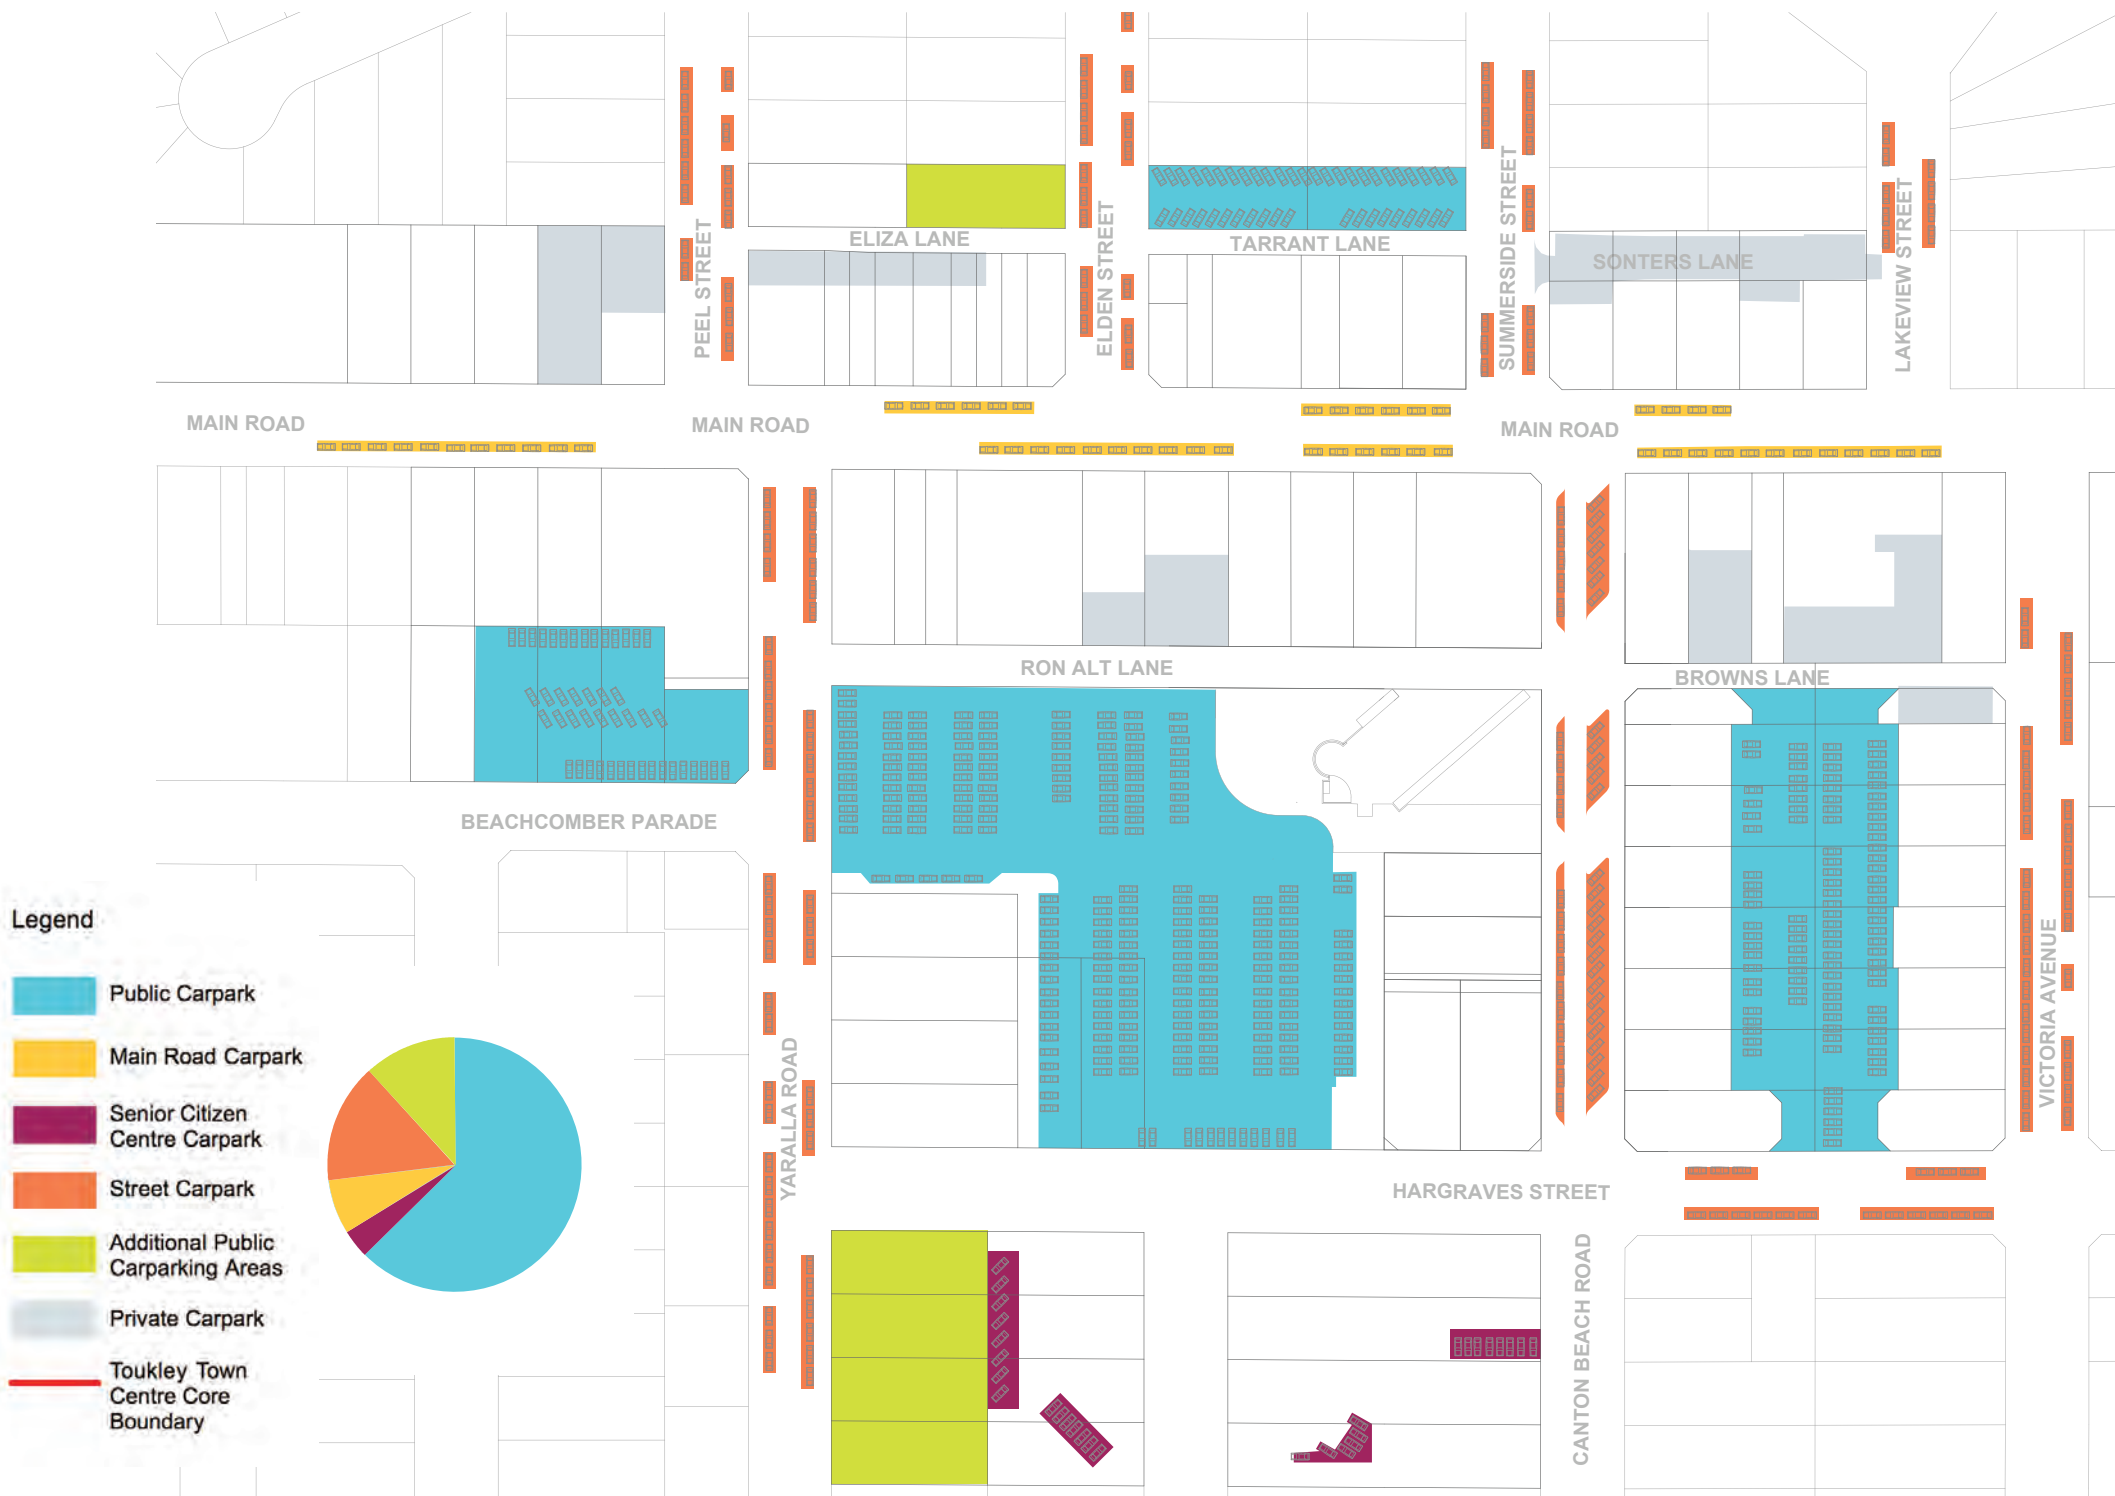 SUMMERSIDE STREET
LAKEVIEW STREET
ELDEN STREET
PEEL STREET
ELIZA LANE
TARRANT LANE
SONTERS LANE
MAIN ROAD
MAIN ROAD
MAIN ROAD
RON ALT LANE
BROWNS LANE
BEACHCOMBER PARADE
VICTORIA AVENUE
YARALLA ROAD
HARGRAVES STREET
CANTON BEACH ROAD
Legend
Public Carpark
Main Road Carpark
Senior Citizen
Centre Carpark
Street Carpark
Additional Public
Carparking Areas
Private Carpark
Toukley Town
Centre Core
Boundary